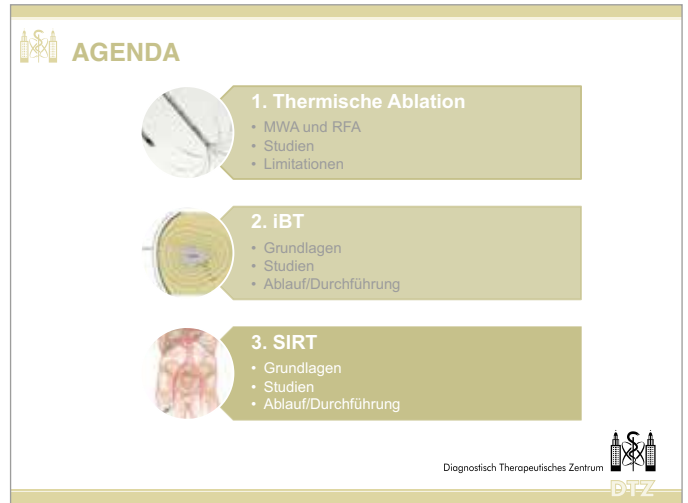 AGENDA
1. Thermische Ablation
• MWA und RFA
• Studien
• Limitationen
2. iBT
• Grundlagen
• Studien
• Ablauf/Durchführung
3. SIRT
• Grundlagen
• Studien
• Ablauf/Durchführung
Diagnostisch Therapeutisches Zentrum
DTZ